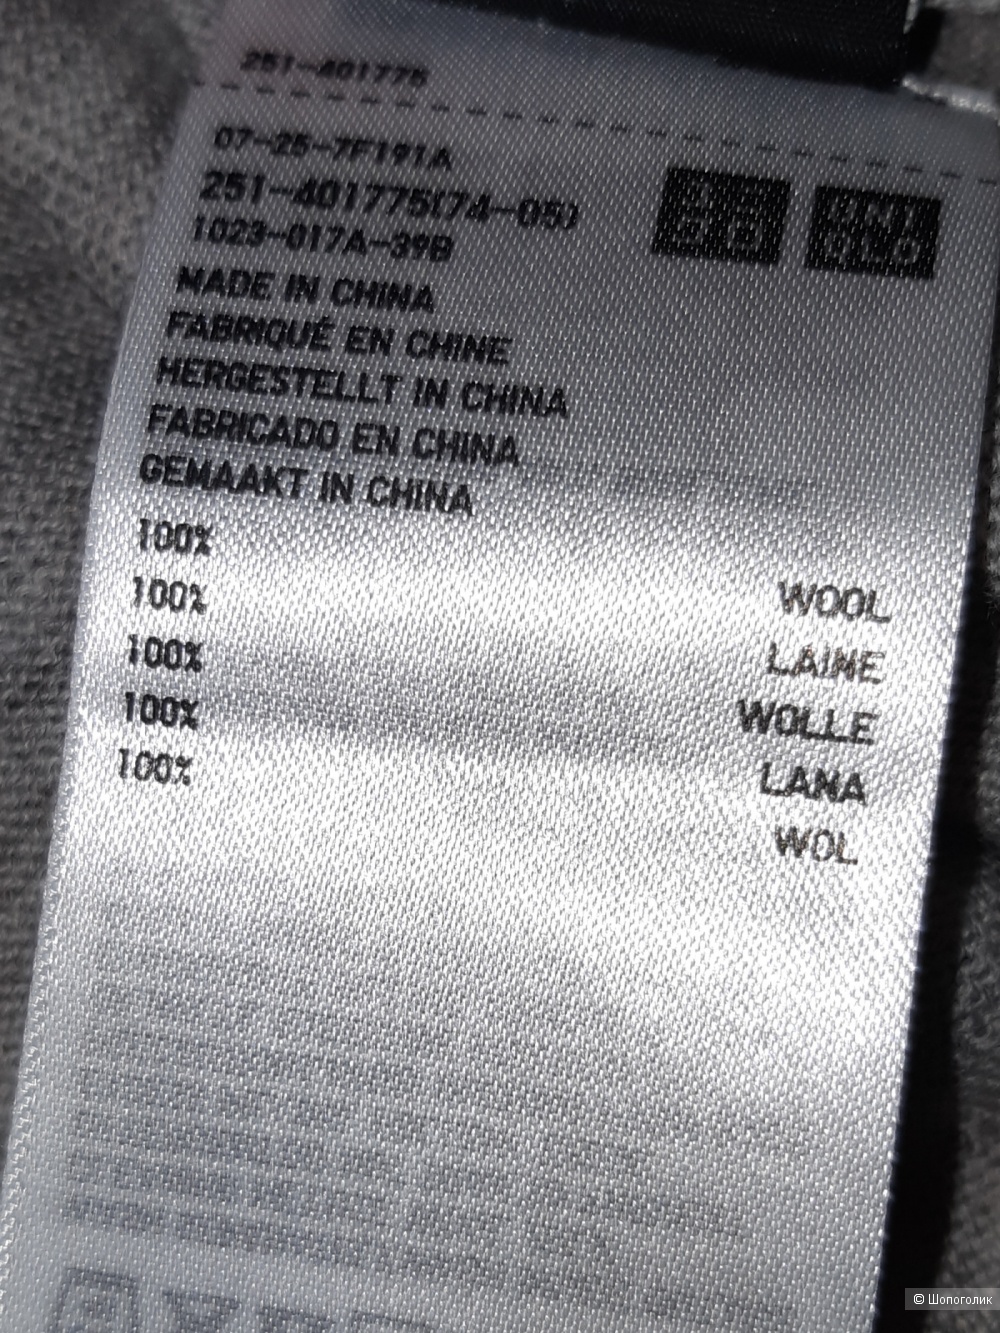 251-401775
07-25-7F191A
251-401775(74-05)
1023-017A-39B
UNI
QLO
MADE IN CHINA
FABRIQUÉ EN CHINE
HERGESTELLT IN CHINA
FABRICADO EN CHINA
GEMAAKT IN CHINA
100%
100% WOOL
100% LAINE
100% WOLLE
100% LANA
WOL
© Шопоголик